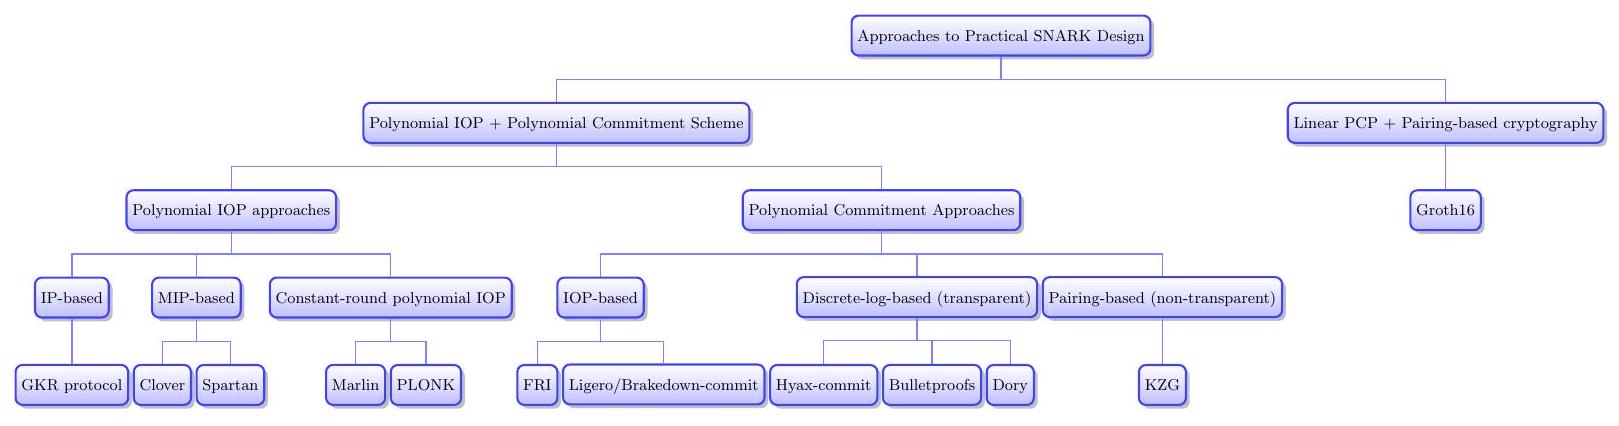 Approaches to Practical SNARK Design
Polynomial IOP + Polynomial Commitment Scheme
Linear PCP + Pairing-based cryptography
Polynomial IOP approaches
Polynomial Commitment Approaches
Groth16
IP-based
MIP-based
Constant-round polynomial IOP
IOP-based
Discrete-log-based (transparent)
Pairing-based (non-transparent)
GKR protocol
Clover
Spartan
Marlin
PLONK
FRI
Ligero/Brakedown-commit
Hyax-commit
Bulletproofs
Dory
KZG